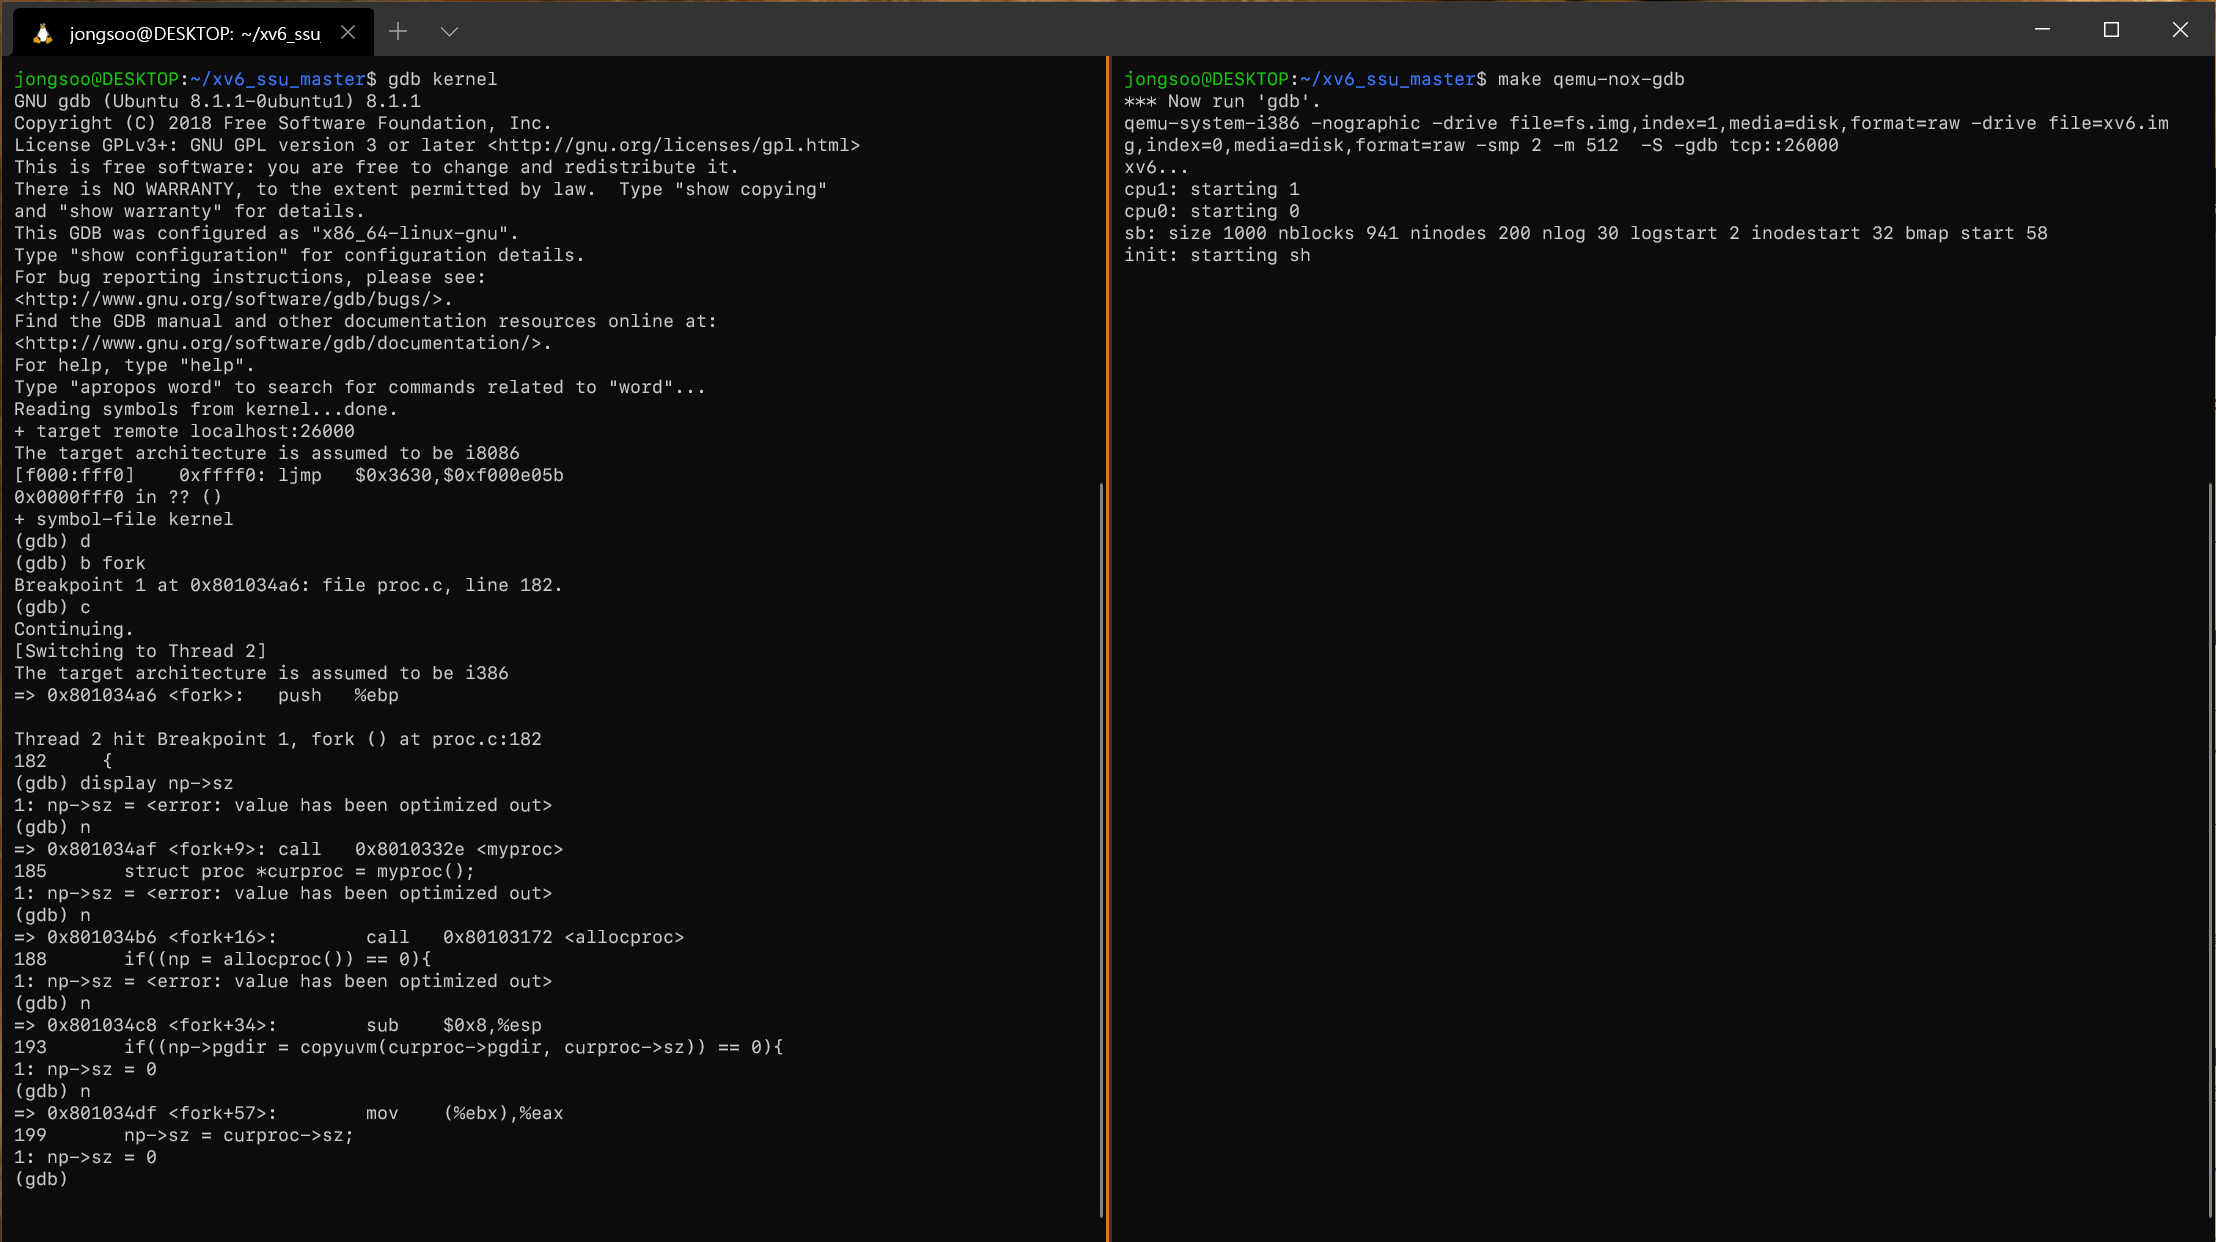 jongsoo@DESKTOP: ~/xv6_ssu_
jongsoo@DESKTOP:~/xv6_ssu_master$ gdb kernel
GNU gdb (Ubuntu 8.1.1-0ubuntu1) 8.1.1
Copyright (C) 2018 Free Software Foundation, Inc.
License GPLv3+: GNU GPL version 3 or later <http://gnu.org/licenses/gpl.html>
This is free software: you are free to change and redistribute it.
There is NO WARRANTY, to the extent permitted by law.  Type "show copying"
and "show warranty" for details.
This GDB was configured as "x86_64-linux-gnu".
Type "show configuration" for configuration details.
For bug reporting instructions, please see:
<http://www.gnu.org/software/gdb/bugs/>.
Find the GDB manual and other documentation resources online at:
<http://www.gnu.org/software/gdb/documentation/>.
For help, type "help".
Type "apropos word" to search for commands related to "word"...
Reading symbols from kernel...done.
+ target remote localhost:26000
The target architecture is assumed to be i8086
[f000:fff0]    0xffff0: ljmp   $0x3630,$0xf000e05b
0x0000fff0 in ?? ()
+ symbol-file kernel
(gdb) d
(gdb) b fork
Breakpoint 1 at 0x801034a6: file proc.c, line 182.
(gdb) c
Continuing.
[Switching to Thread 2]
The target architecture is assumed to be i386
=> 0x801034a6 <fork>:   push   %ebp
Thread 2 hit Breakpoint 1, fork () at proc.c:182
182     {
(gdb) display np->sz
1: np->sz = <error: value has been optimized out>
(gdb) n
=> 0x801034af <fork+9>: call   0x8010332e <myproc>
185       struct proc *curproc = myproc();
1: np->sz = <error: value has been optimized out>
(gdb) n
=> 0x801034b6 <fork+16>:        call   0x80103172 <allocproc>
188       if((np = allocproc()) == 0){
1: np->sz = <error: value has been optimized out>
(gdb) n
=> 0x801034c8 <fork+34>:        sub    $0x8,%esp
193       if((np->pgdir = copyuvm(curproc->pgdir, curproc->sz)) == 0){
1: np->sz = 0
(gdb) n
=> 0x801034df <fork+57>:        mov    (%ebx),%eax
199       np->sz = curproc->sz;
1: np->sz = 0
(gdb)
jongsoo@DESKTOP:~/xv6_ssu_master$ make qemu-nox-gdb
*** Now run 'gdb'.
qemu-system-i386 -nographic -drive file=fs.img,index=1,media=disk,format=raw -drive file=xv6.im
g,index=0,media=disk,format=raw -smp 2 -m 512  -S -gdb tcp::26000
xv6...
cpu1: starting 1
cpu0: starting 0
sb: size 1000 nblocks 941 ninodes 200 nlog 30 logstart 2 inodestart 32 bmap start 58
init: starting sh